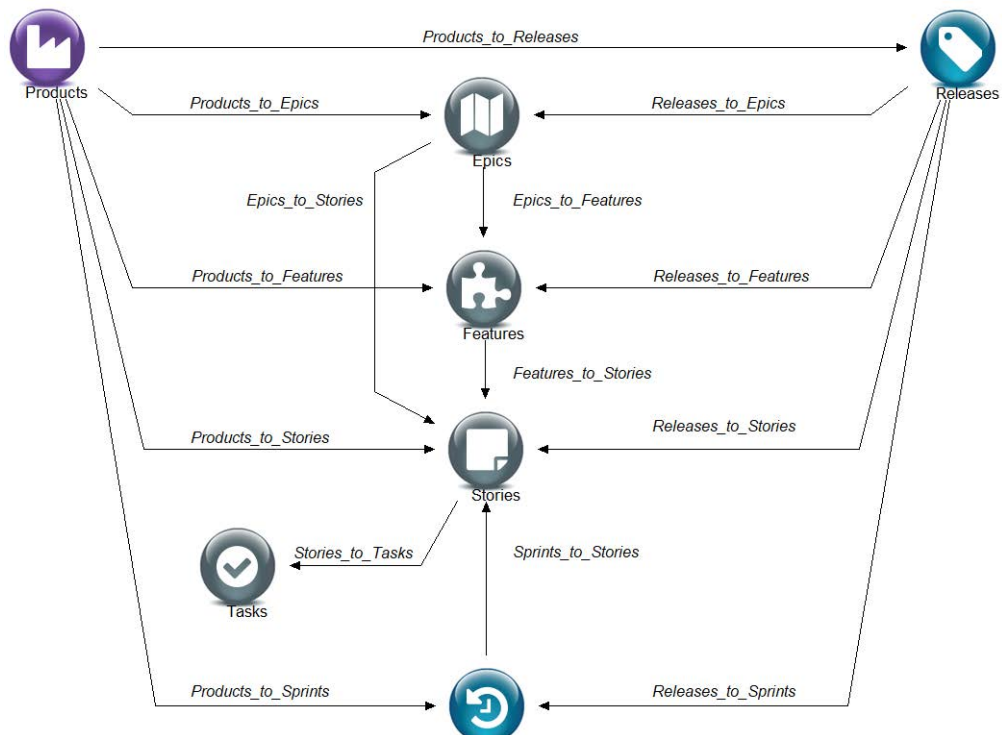 Products_to_Releases
Products
Releases
Products_to_Epics
Releases_to_Epics
Epics
Epics_to_Stories
Epics_to_Features
Products_to_Features
Releases_to_Features
Features
Features_to_Stories
Products_to_Stories
Releases_to_Stories
Stories
Stories_to_Tasks
Sprints_to_Stories
Tasks
Products_to_Sprints
Releases_to_Sprints